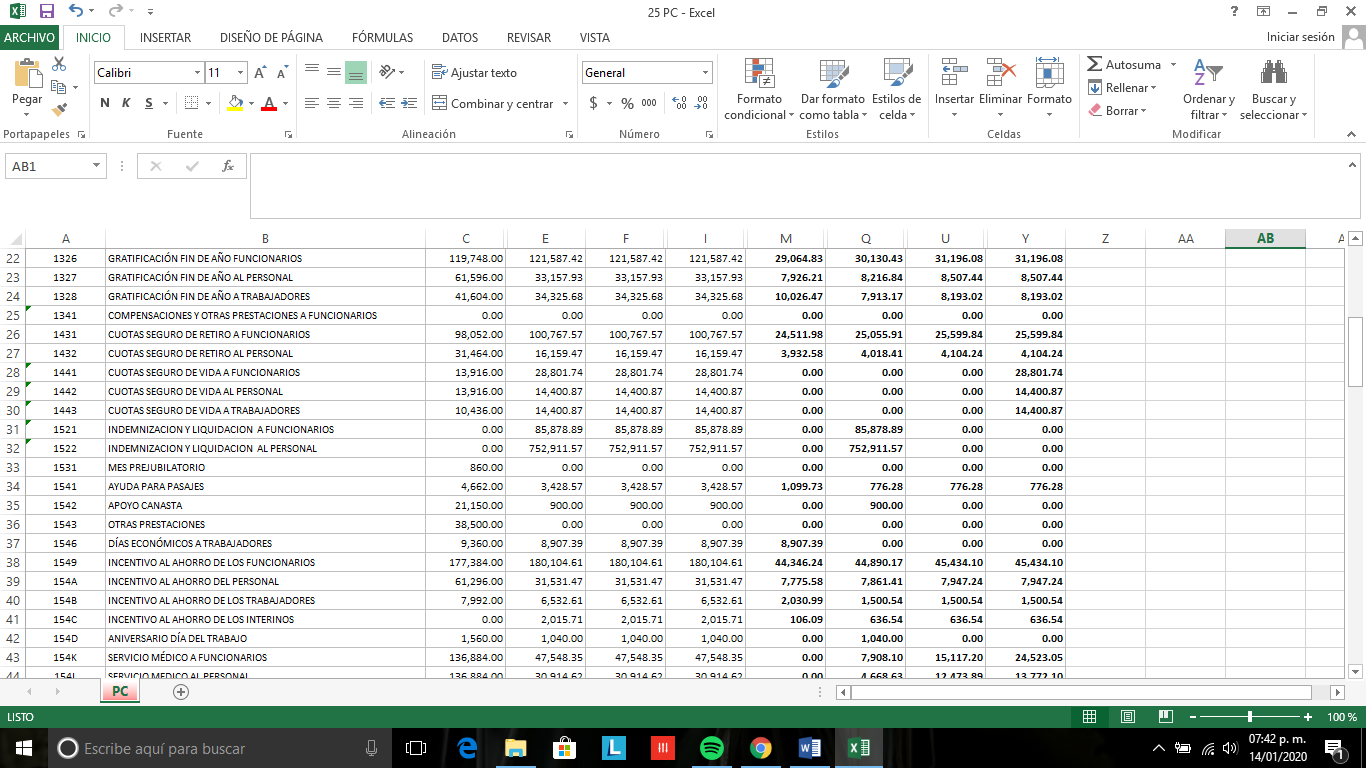 25 PC - Excel
ARCHIVO INICIO INSERTAR DISEÑO DE PÁGINA FÓRMULAS DATOS REVISAR VISTA Iniciar sesión
Pegar
Portapapeles
Calibri 11
N K S
Fuente
Ajustar texto
Combinar y centrar
Alineación
General
$ % 000
Número
Formato condicional
Dar formato como tabla
Estilos de celda
Estilos
Insertar Eliminar Formato
Celdas
Autosuma
Rellenar
Borrar
Ordenar y filtrar
Buscar y seleccionar
Modificar
AB1 fx
A B C E F I M Q U Y Z AA AB
22 1326 GRATIFICACIÓN FIN DE AÑO FUNCIONARIOS 119,748.00 121,587.42 121,587.42 121,587.42 29,064.83 30,130.43 31,196.08 31,196.08
23 1327 GRATIFICACIÓN FIN DE AÑO AL PERSONAL 61,596.00 33,157.93 33,157.93 33,157.93 7,926.21 8,216.84 8,507.44 8,507.44
24 1328 GRATIFICACIÓN FIN DE AÑO A TRABAJADORES 41,604.00 34,325.68 34,325.68 34,325.68 10,026.47 7,913.17 8,193.02 8,193.02
25 1341 COMPENSACIONES Y OTRAS PRESTACIONES A FUNCIONARIOS 0.00 0.00 0.00 0.00 0.00 0.00 0.00 0.00
26 1431 CUOTAS SEGURO DE RETIRO A FUNCIONARIOS 98,052.00 100,767.57 100,767.57 100,767.57 24,511.98 25,055.91 25,599.84 25,599.84
27 1432 CUOTAS SEGURO DE RETIRO AL PERSONAL 31,464.00 16,159.47 16,159.47 16,159.47 3,932.58 4,018.41 4,104.24 4,104.24
28 1441 CUOTAS SEGURO DE VIDA A FUNCIONARIOS 13,916.00 28,801.74 28,801.74 28,801.74 0.00 0.00 0.00 28,801.74
29 1442 CUOTAS SEGURO DE VIDA AL PERSONAL 13,916.00 14,400.87 14,400.87 14,400.87 0.00 0.00 0.00 14,400.87
30 1443 CUOTAS SEGURO DE VIDA A TRABAJADORES 10,436.00 14,400.87 14,400.87 14,400.87 0.00 0.00 0.00 14,400.87
31 1521 INDEMNIZACION Y LIQUIDACION A FUNCIONARIOS 0.00 85,878.89 85,878.89 85,878.89 0.00 85,878.89 0.00 0.00
32 1522 INDEMNIZACION Y LIQUIDACION AL PERSONAL 0.00 752,911.57 752,911.57 752,911.57 0.00 752,911.57 0.00 0.00
33 1531 MES PREJUBILATORIO 860.00 0.00 0.00 0.00 0.00 0.00 0.00 0.00
34 1541 AYUDA PARA PASAJES 4,662.00 3,428.57 3,428.57 3,428.57 1,099.73 776.28 776.28 776.28
35 1542 APOYO CANASTA 21,150.00 900.00 900.00 900.00 0.00 900.00 0.00 0.00
36 1543 OTRAS PRESTACIONES 38,500.00 0.00 0.00 0.00 0.00 0.00 0.00 0.00
37 1546 DÍAS ECONÓMICOS A TRABAJADORES 9,360.00 8,907.39 8,907.39 8,907.39 8,907.39 0.00 0.00 0.00
38 1549 INCENTIVO AL AHORRO DE LOS FUNCIONARIOS 177,384.00 180,104.61 180,104.61 180,104.61 44,346.24 44,890.17 45,434.10 45,434.10
39 154A INCENTIVO AL AHORRO DEL PERSONAL 61,296.00 31,531.47 31,531.47 31,531.47 7,775.58 7,861.41 7,947.24 7,947.24
40 154B INCENTIVO AL AHORRO DE LOS TRABAJADORES 7,992.00 6,532.61 6,532.61 6,532.61 2,030.99 1,500.54 1,500.54 1,500.54
41 154C INCENTIVO AL AHORRO DE LOS INTERINOS 0.00 2,015.71 2,015.71 2,015.71 106.09 636.54 636.54 636.54
42 154D ANIVERSARIO DÍA DEL TRABAJO 1,560.00 1,040.00 1,040.00 1,040.00 0.00 1,040.00 0.00 0.00
43 154K SERVICIO MÉDICO A FUNCIONARIOS 136,884.00 47,548.35 47,548.35 47,548.35 0.00 7,908.10 15,117.20 24,523.05
44 154L SERVICIO MEDICO AL PERSONAL 136,884.00 30,914.62 30,914.62 30,914.62 0.00 4,668.63 12,473.89 13,772.10
PC
LISTO 100 %
Escribe aquí para buscar
07:42 p. m.
14/01/2020
1